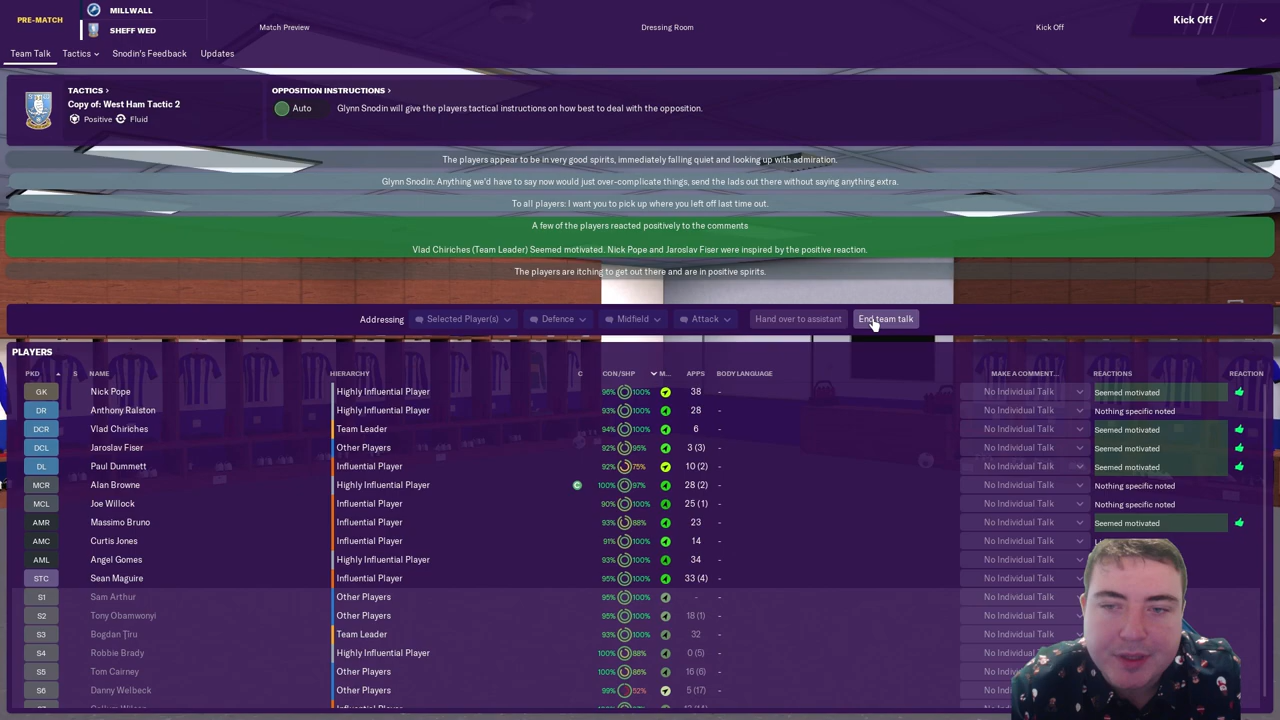 PRE-MATCH
MILLWALL
SHEFF WED
Match Preview
Dressing Room
Kick Off
Kick Off
Team Talk
Tactics
Snodin's Feedback
Updates
TACTICS >
Copy of: West Ham Tactic 2
Positive Fluid
OPPOSITION INSTRUCTIONS >
Auto Glynn Snodin will give the players tactical instructions on how best to deal with the opposition.
The players appear to be in very good spirits, immediately falling quiet and looking up with admiration.
Glynn Snodin: Anything we'd have to say now would just over-complicate things, send the lads out there without saying anything extra.
To all players: I want you to pick up where you left off last time out.
A few of the players reacted positively to the comments
Vlad Chiriches (Team Leader) Seemed motivated. Nick Pope and Jaroslav Fiser were inspired by the positive reaction.
The players are itching to get out there and are in positive spirits.
Addressing Selected Player(s) Defence Midfield Attack Hand over to assistant End team talk
PLAYERS
PKD S NAME HIERARCHY C CON/SHP M... APPS BODY LANGUAGE MAKE A COMMENT... REACTIONS REACTION
GK Nick Pope Highly Influential Player 96% 100% 38 - No Individual Talk Seemed motivated
DR Anthony Ralston Highly Influential Player 93% 100% 28 - No Individual Talk Nothing specific noted
DCR Vlad Chiriches Team Leader 94% 100% 6 - No Individual Talk Seemed motivated
DCL Jaroslav Fiser Other Players 92% 95% 3 (3) - No Individual Talk Seemed motivated
DL Paul Dummett Influential Player 92% 75% 10 (2) - No Individual Talk Seemed motivated
MCR Alan Browne Highly Influential Player C 100% 97% 28 (2) - No Individual Talk Nothing specific noted
MCL Joe Willock Influential Player 90% 100% 25 (1) - No Individual Talk Nothing specific noted
AMR Massimo Bruno Influential Player 93% 88% 23 - No Individual Talk Seemed motivated
AMC Curtis Jones Influential Player 91% 100% 14 - No Individual Talk
AML Angel Gomes Highly Influential Player 93% 100% 34 - No Individual Talk
STC Sean Maguire Influential Player 95% 100% 33 (4) - No Individual Talk
S1 Sam Arthur Other Players 95% 100% - - No Individual Talk
S2 Tony Obamwonyi Other Players 95% 100% 18 (1) - No Individual Talk
S3 Bogdan Țîru Team Leader 93% 100% 32 - No Individual Talk
S4 Robbie Brady Highly Influential Player 100% 88% 0 (5) - No Individual
S5 Tom Cairney Other Players 100% 86% 16 (6) - No Individual
S6 Danny Welbeck Other Players 99% 52% 5 (17) - No Individual